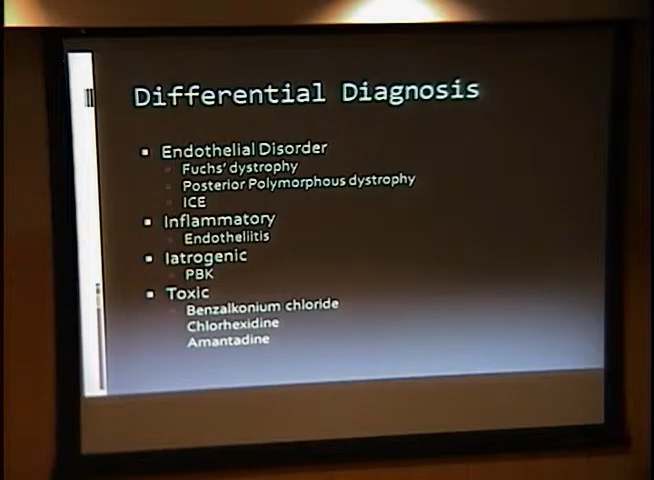 Differential Diagnosis
Endothelial Disorder
Fuchs' dystrophy
Posterior Polymorphous dystrophy
ICE
Inflammatory
Endotheliitis
Iatrogenic
PBK
Toxic
Benzalkonium chloride
Chlorhexidine
Amantadine